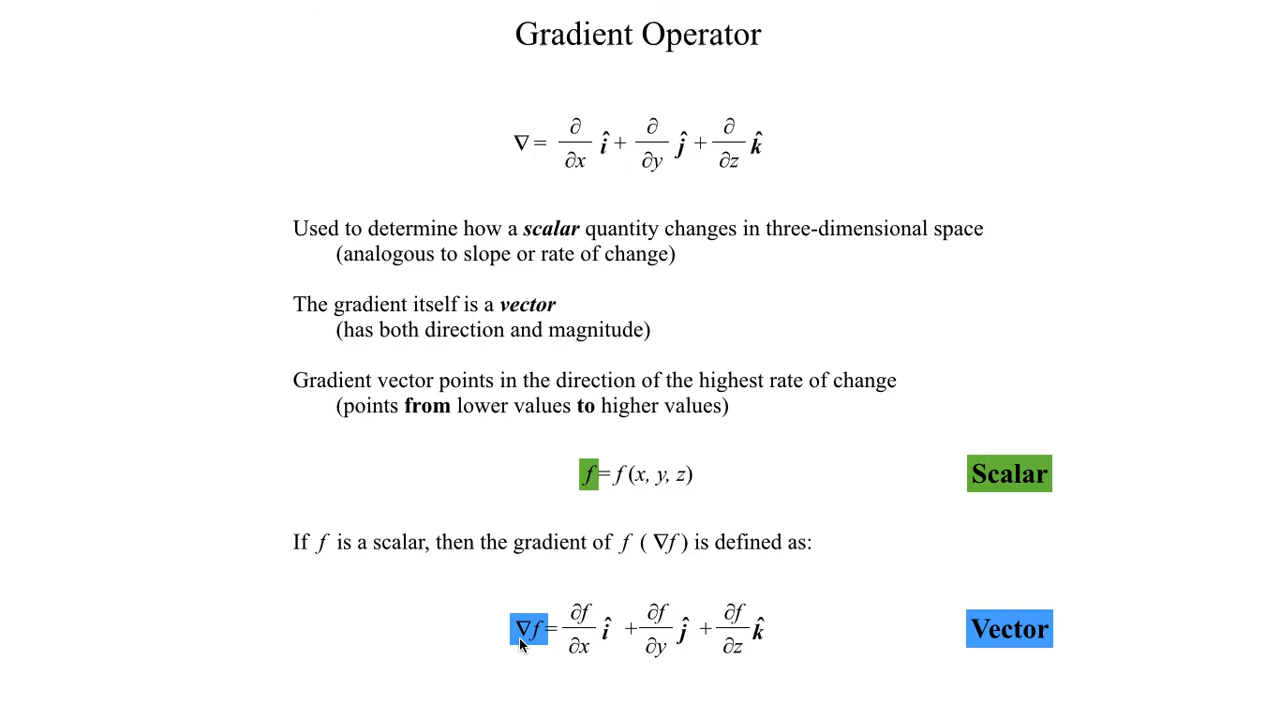 Gradient Operator
∇ = ∂/∂x î + ∂/∂y ĵ + ∂/∂z k̂
Used to determine how a scalar quantity changes in three-dimensional space
(analogous to slope or rate of change)
The gradient itself is a vector
(has both direction and magnitude)
Gradient vector points in the direction of the highest rate of change
(points from lower values to higher values)
f = f (x, y, z) Scalar
If f is a scalar, then the gradient of f ( ∇f ) is defined as:
∇f = ∂f/∂x î + ∂f/∂y ĵ + ∂f/∂z k̂ Vector